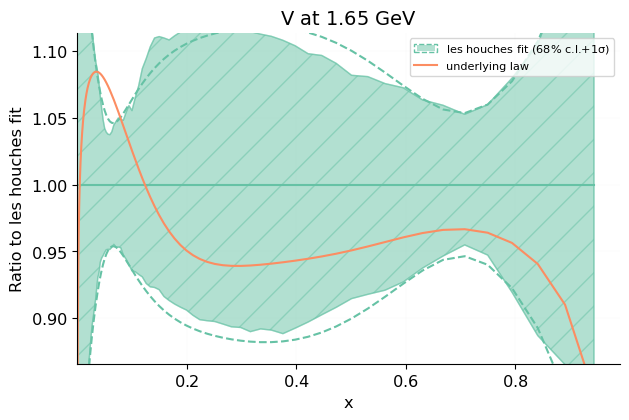 V at 1.65 GeV
les houches fit (68% c.l.+1σ)
underlying law
Ratio to les houches fit
1.10
1.05
1.00
0.95
0.90
0.2
0.4
0.6
0.8
x